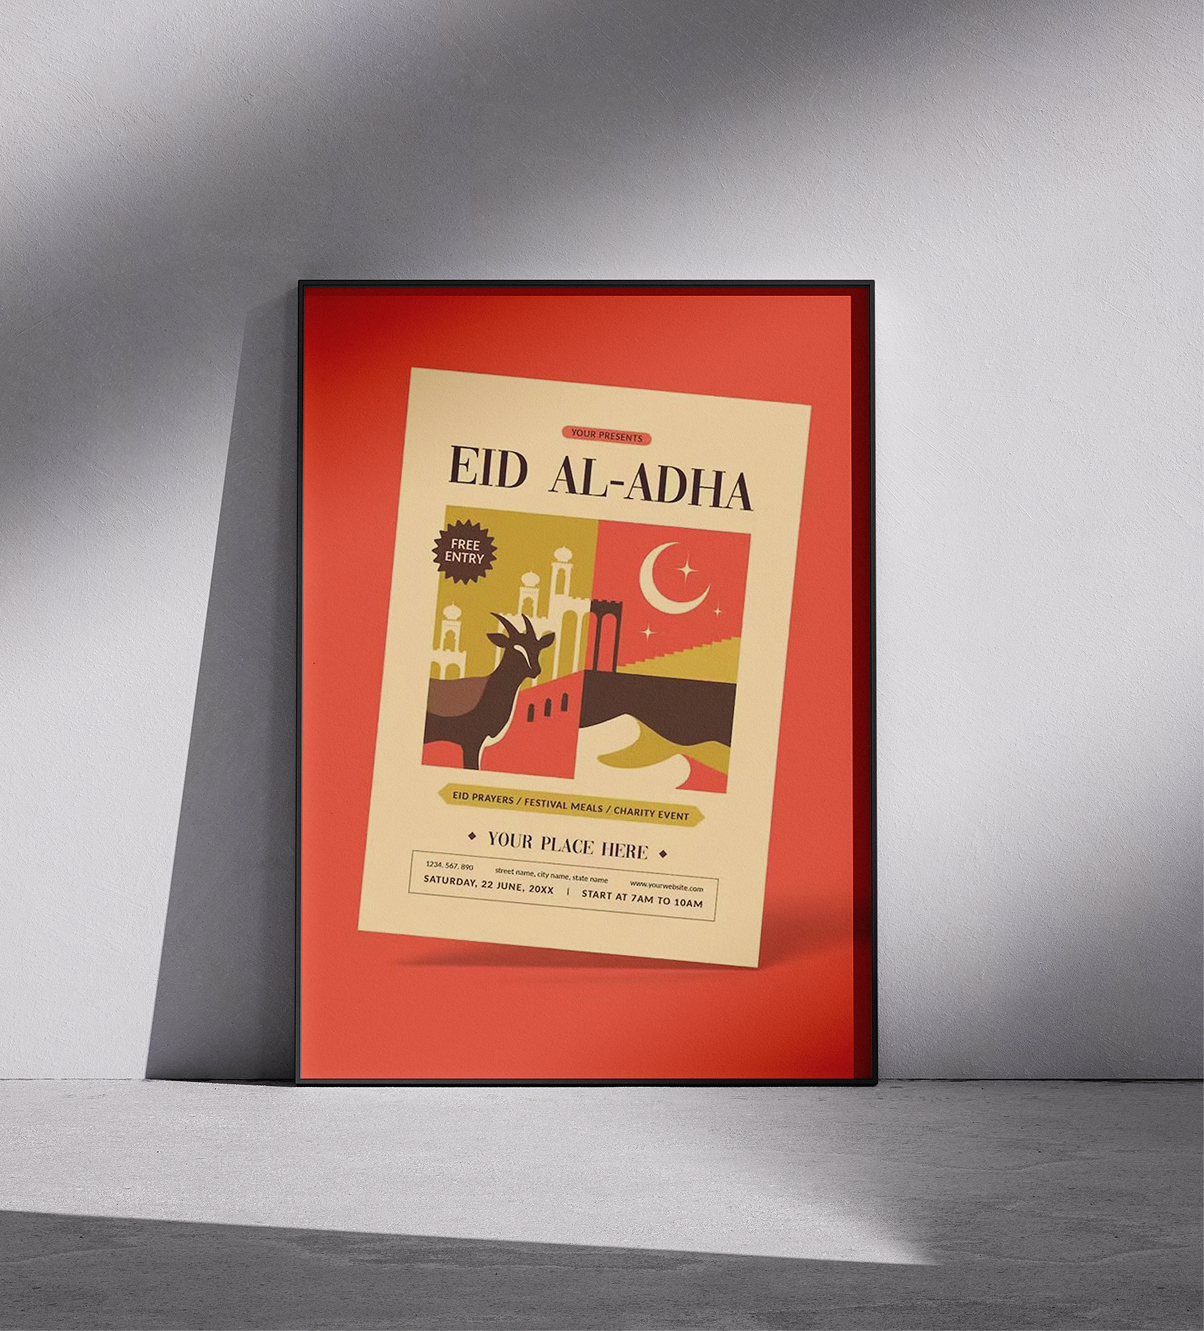 YOUR PRESENTS
EID AL-ADHA
FREE
ENTRY
EID PRAYERS / FESTIVAL MEALS / CHARITY EVENT
YOUR PLACE HERE
1234. 567. 890 street name, city name, state name www.yourwebsite.com
SATURDAY, 22 JUNE, 20XX | START AT 7AM TO 10AM